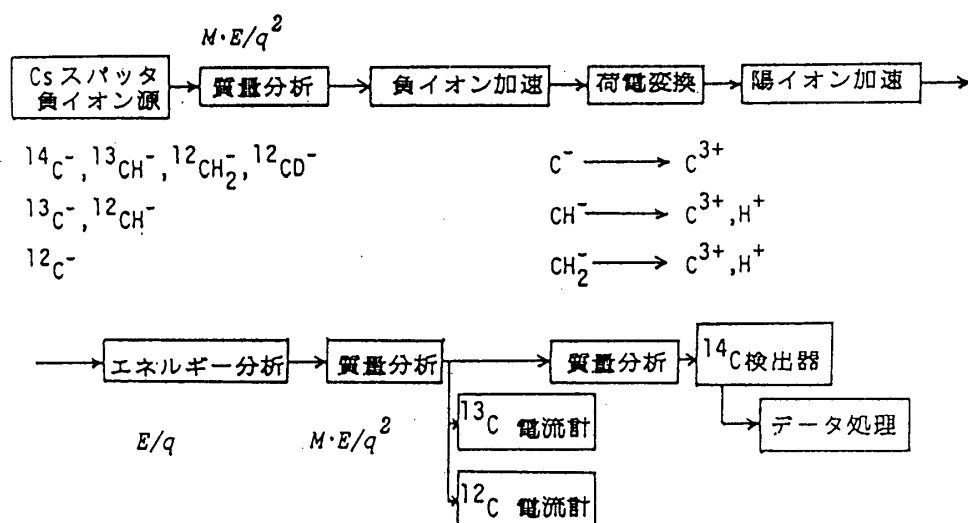 M·E/q²
Csスパッタ
角イオン源
質量分析
角イオン加速
荷電変換
陽イオン加速
¹⁴C⁻, ¹³CH⁻, ¹²CH₂⁻, ¹²CD⁻
C⁻ → C³⁺
¹³C⁻, ¹²CH⁻
CH⁻ → C³⁺, H⁺
¹²C⁻
CH₂⁻ → C³⁺, H⁺
エネルギー分析
質量分析
質量分析
¹⁴C検出器
¹³C 電流計
データ処理
E/q
M·E/q²
¹²C 電流計